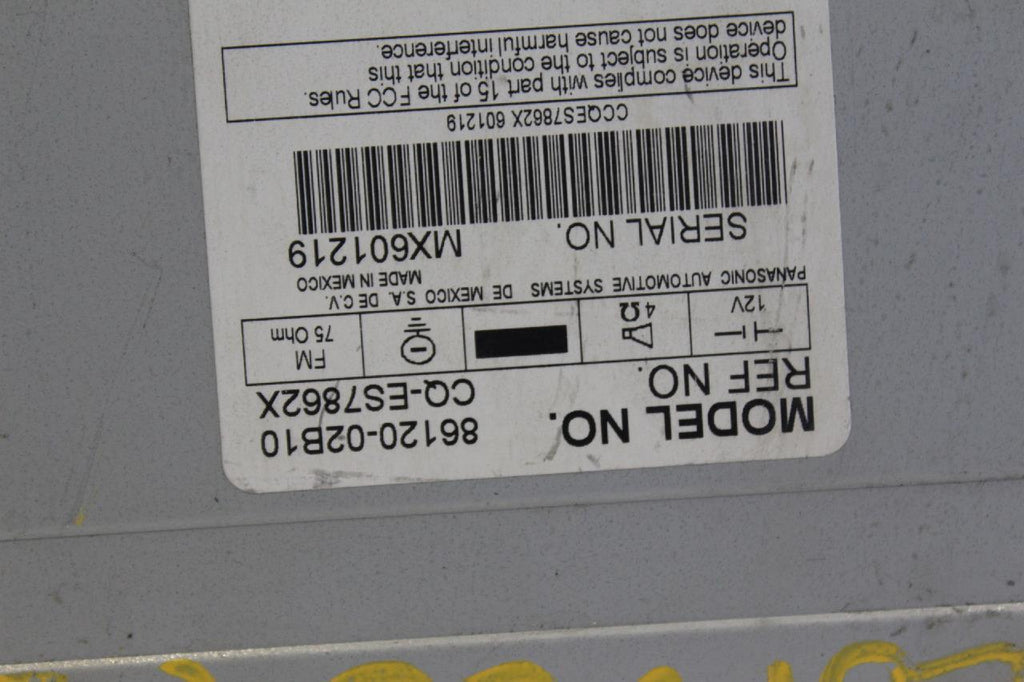 MODEL NO. 86120-02B10
REF NO. CQ-ES7862X
12V 4Ω FM 75 Ohm
PANASONIC AUTOMOTIVE SYSTEMS DE MEXICO S.A. DE C.V.
MADE IN MEXICO
SERIAL NO. MX601219
CCQES7862X 601219
This device complies with part 15 of the FCC Rules.
Operation is subject to the condition that this
device does not cause harmful interference.